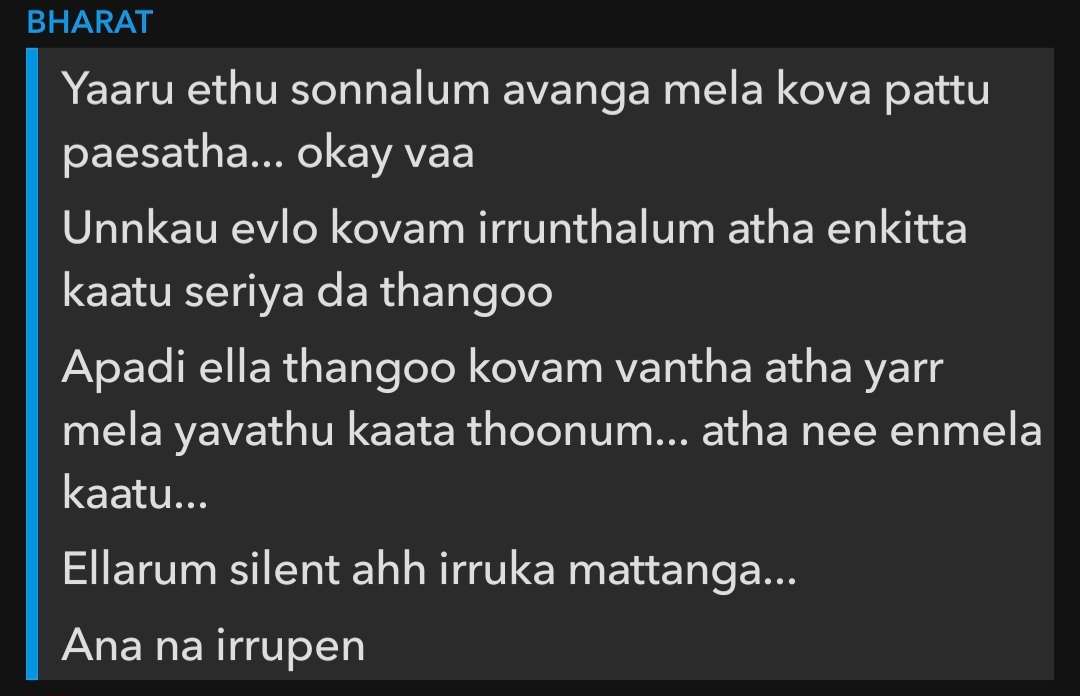 BHARAT
Yaaru ethu sonnalum avanga mela kova pattu
paesatha... okay vaa
Unnkau evlo kovam irrunthalum atha enkitta
kaatu seriya da thangoo
Apadi ella thangoo kovam vantha atha yarr
mela yavathu kaata thoonum... atha nee enmela
kaatu...
Ellarum silent ahh irruka mattanga...
Ana na irrupen